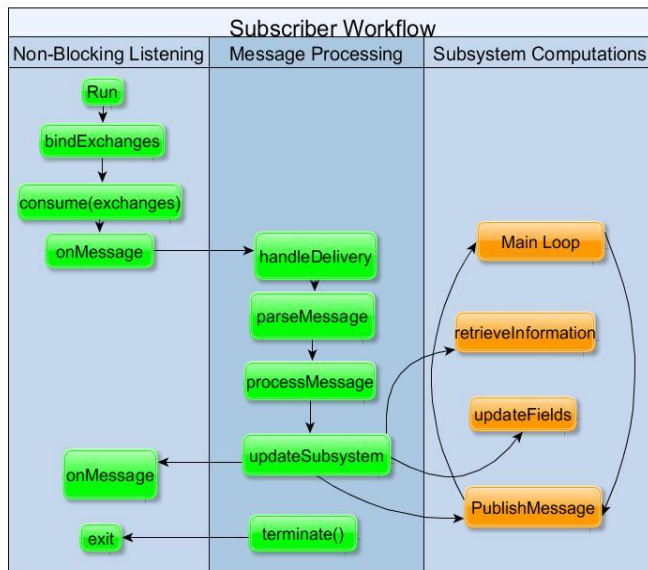 Subscriber Workflow
Non-Blocking Listening
Message Processing
Subsystem Computations
Run
bindExchanges
consume(exchanges)
onMessage
handleDelivery
parseMessage
processMessage
updateSubsystem
onMessage
terminate()
exit
Main Loop
retrieveInformation
updateFields
PublishMessage